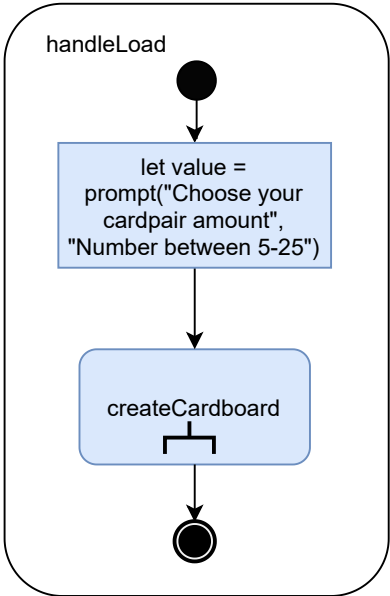 handleLoad
let value =
prompt("Choose your
cardpair amount",
"Number between 5-25")
createCardboard